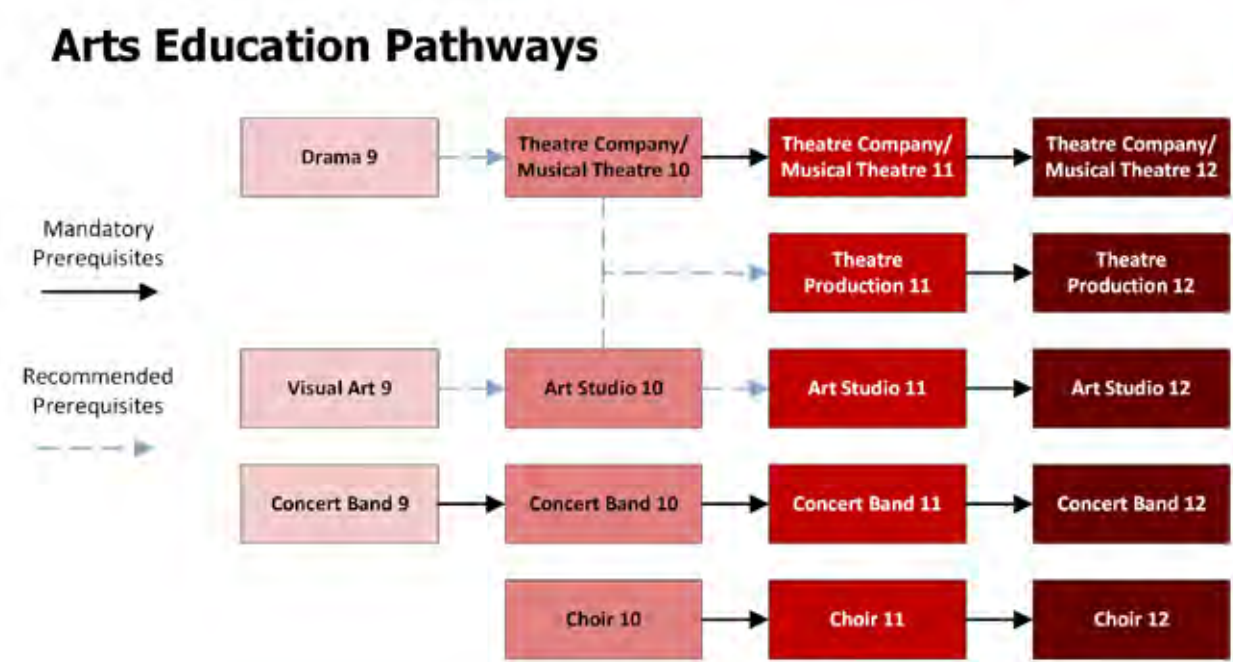 Arts Education Pathways
Drama 9
Theatre Company/
Musical Theatre 10
Theatre Company/
Musical Theatre 11
Theatre Company/
Musical Theatre 12
Mandatory
Prerequisites
Theatre
Production 11
Theatre
Production 12
Recommended
Prerequisites
Visual Art 9
Art Studio 10
Art Studio 11
Art Studio 12
Concert Band 9
Concert Band 10
Concert Band 11
Concert Band 12
Choir 10
Choir 11
Choir 12